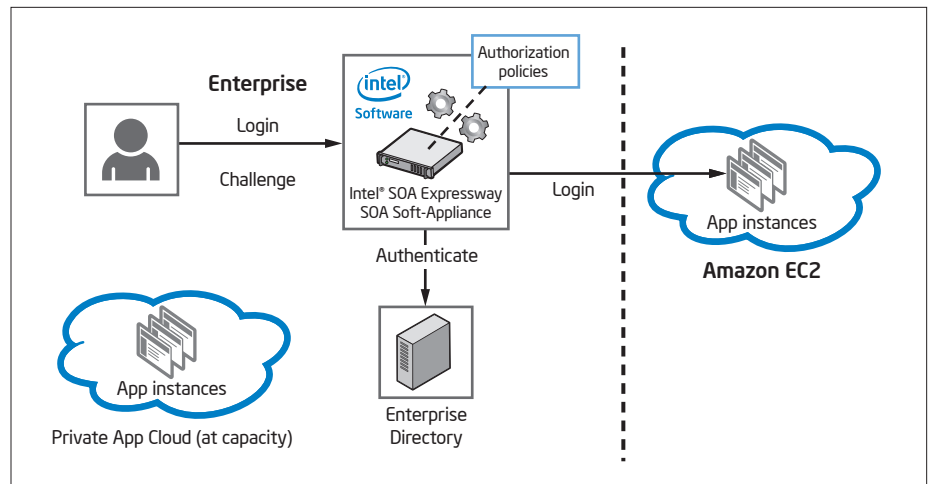 Authorization
policies
Enterprise
intel
Software
Login
Challenge
Intel® SOA Expressway
SOA Soft-Appliance
Login
App instances
Amazon EC2
Authenticate
App instances
Private App Cloud (at capacity)
Enterprise
Directory